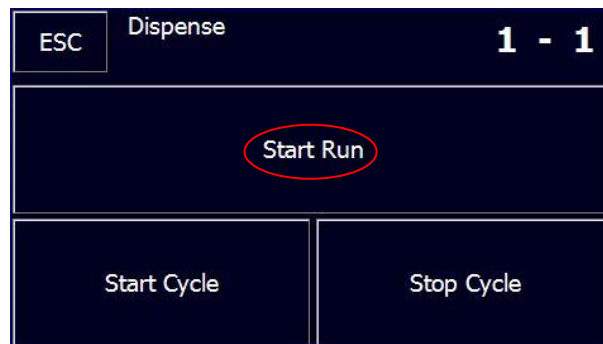 ESC Dispense 1 - 1
Start Run
Start Cycle Stop Cycle